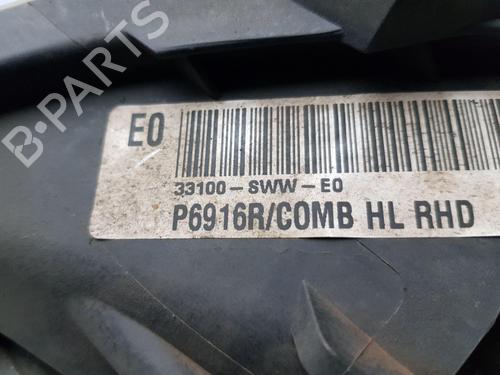 B-PARTS
E0
33100-SWW-E0
P6916R/COMB HL RHD